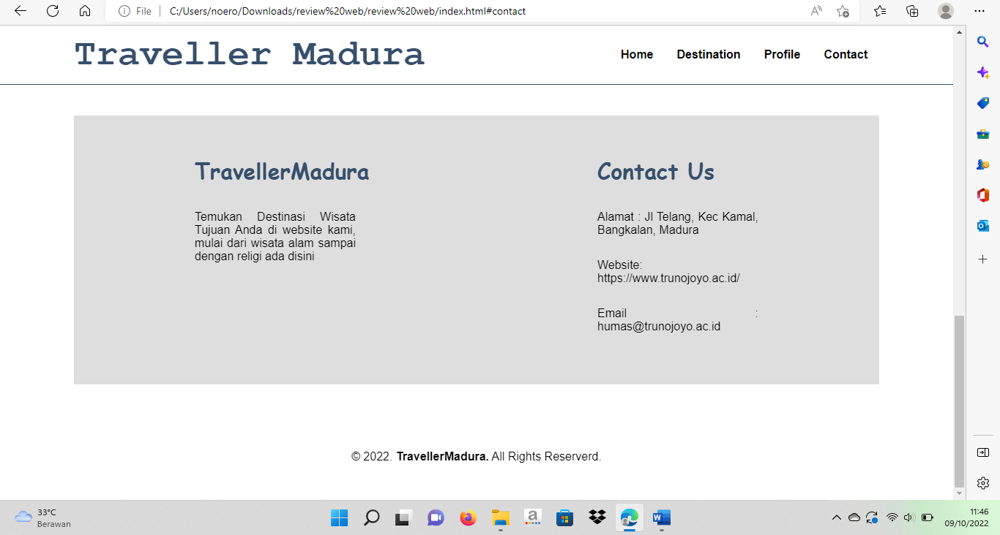 File
C:/Users/noero/Downloads/review%20web/review%20web/index.html#contact
Traveller Madura
Home Destination Profile Contact
TravellerMadura
Temukan Destinasi Wisata
Tujuan Anda di website kami,
mulai dari wisata alam sampai
dengan religi ada disini
Contact Us
Alamat : Jl Telang, Kec Kamal,
Bangkalan, Madura
Website:
https://www.trunojoyo.ac.id/
Email :
humas@trunojoyo.ac.id
© 2022. TravellerMadura. All Rights Reserverd.
33°C
Berawan
11:46
09/10/2022